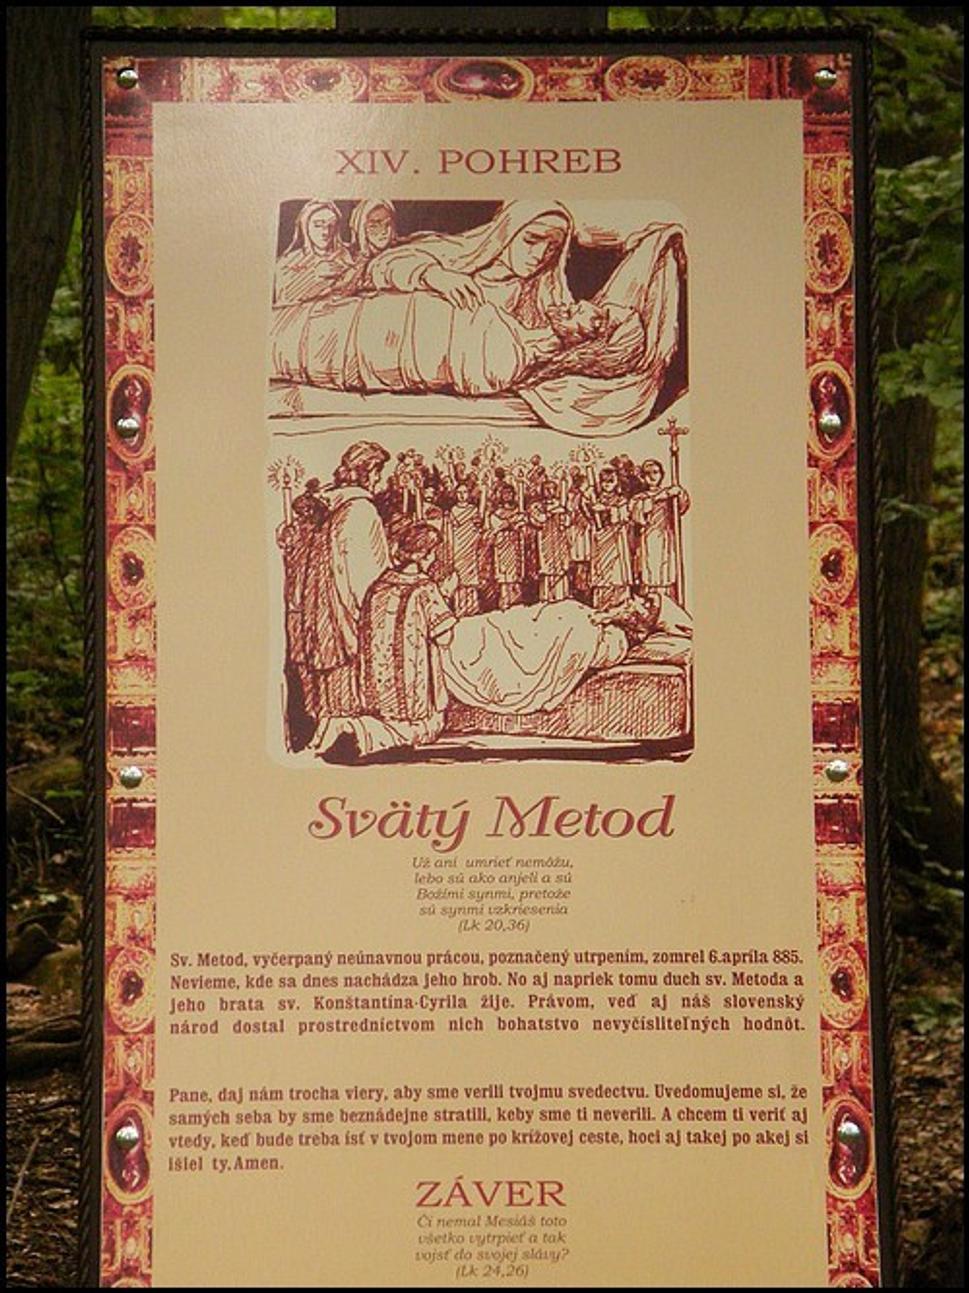 XIV. POHREB
Svätý Metod
Už ani umrieť nemôžu,
lebo sú ako anjeli a sú
Božími synmi, pretože
sú synmi vzkriesenia
(Lk 20,36)
Sv. Metod, vyčerpaný neúnavnou prácou, poznačený utrpením, zomrel 6.apríla 885.
Nevieme, kde sa dnes nachádza jeho hrob. No aj napriek tomu duch sv. Metoda a
jeho brata sv. Konštantína-Cyrila žije. Právom, veď aj náš slovenský
národ dostal prostredníctvom nich bohatstvo nevyčísliteľných hodnôt.
Pane, daj nám trocha viery, aby sme verili tvojmu svedectvu. Uvedomujeme si, že
samých seba by sme beznádejne stratili, keby sme ti neverili. A chcem ti veriť aj
vtedy, keď bude treba ísť v tvojom mene po krížovej ceste, hoci aj takej po akej si
išiel ty.Amen.
ZÁVER
Či nemal Mesiáš toto
všetko vytrpieť a tak
vojsť do svojej slávy?
(Lk 24,26)